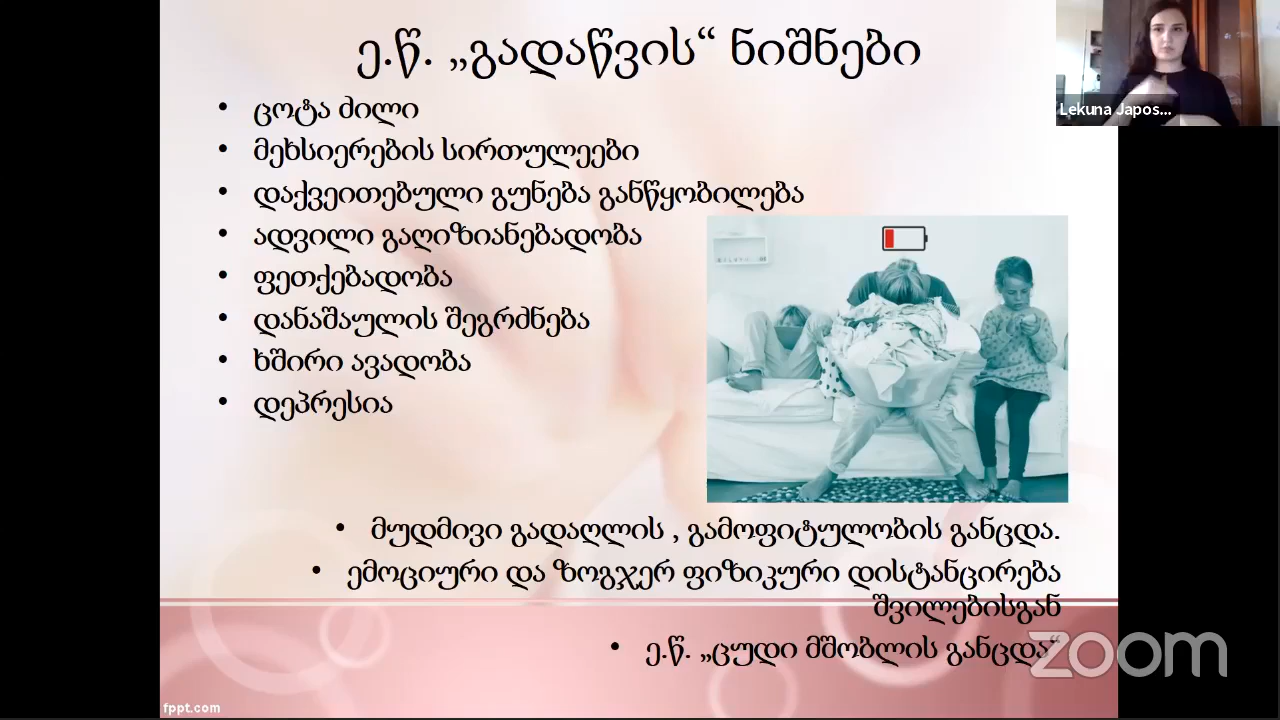 ე.წ. „გადაწვის“ ნიშნები
Lekuna Japos...
• ცოტა ძილი
• მეხსიერების სირთულეები
• დაქვეითებული გუნება განწყობილება
• ადვილი გაღიზიანებადობა
• ფეთქებადობა
• დანაშაულის შეგრძნება
• ხშირი ავადობა
• დეპრესია
• მუდმივი გადაღლის , გამოფიტულობის განცდა.
• ემოციური და ზოგჯერ ფიზიკური დისტანცირება
შვილებისგან
• ე.წ. „ცუდი მშობლის განცდა“
zoom
fppt.com